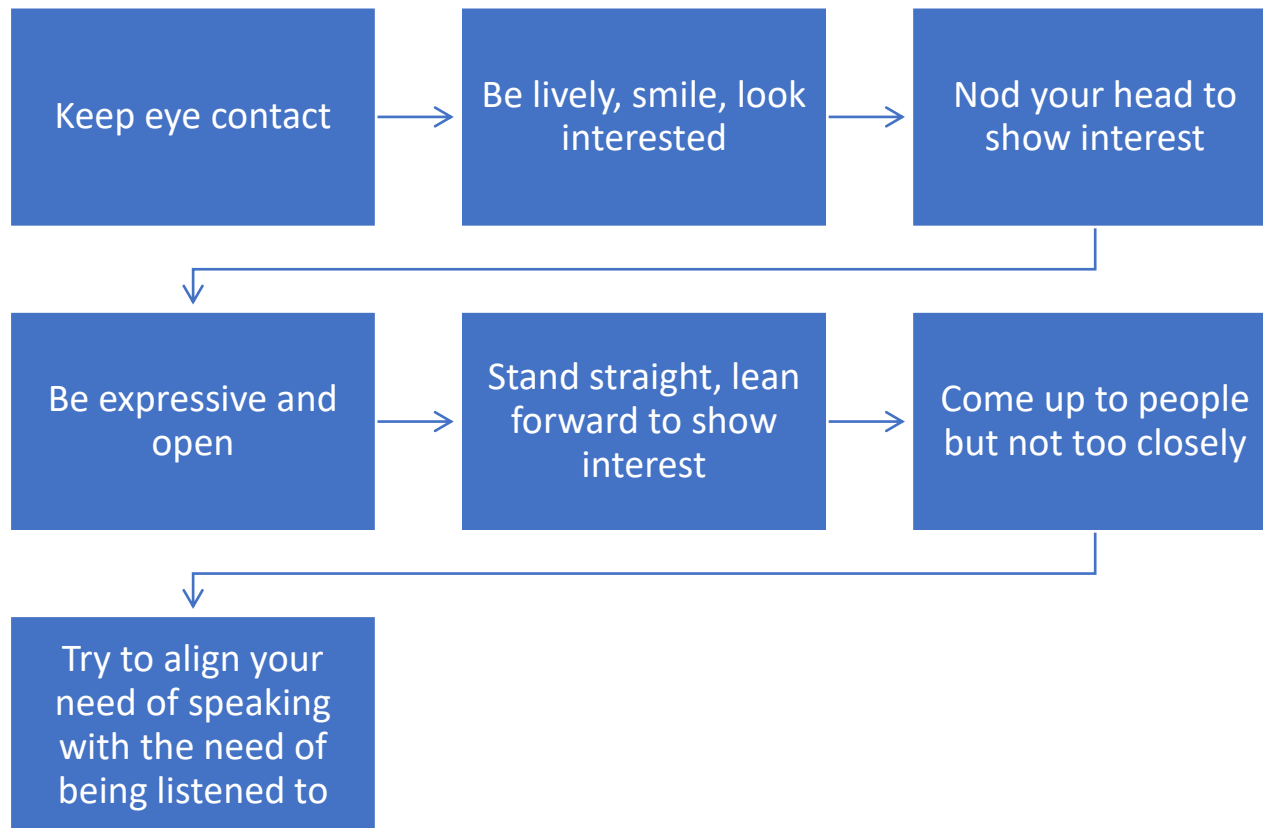 Keep eye contact
Be lively, smile, look
interested
Nod your head to
show interest
Be expressive and
open
Stand straight, lean
forward to show
interest
Come up to people
but not too closely
Try to align your
need of speaking
with the need of
being listened to